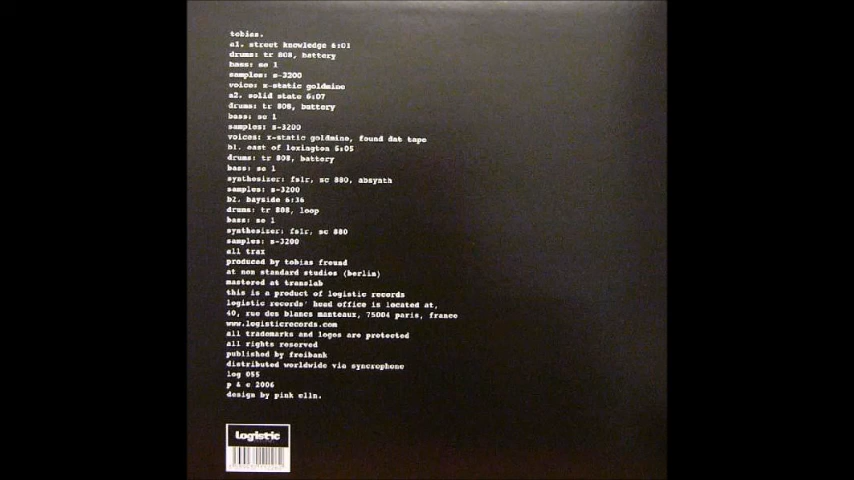 tobias.
a1. street knowledge 6:01
drums: tr 808, battery
bass: se 1
samples: s-3200
voice: x-static goldmine
a2. solid state 6:07
drums: tr 808, battery
bass: se 1
samples: s-3200
voices: x-static goldmine, found dat tape
b1. east of lexington 6:05
drums: tr 808, battery
bass: se 1
synthesizer: fslr, sc 880, absynth
samples: s-3200
b2. bayside 6:36
drums: tr 808, loop
bass: se 1
synthesizer: fslr, sc 880
samples: s-3200
all trax
produced by tobias freund
at non standard studios (berlin)
mastered at translab
this is a product of logistic records
logistic records' head office is located at,
40, rue des blancs manteaux, 75004 paris, france
www.logisticrecords.com
all trademarks and logos are protected
all rights reserved
published by freibank
distributed worldwide via syncrophone
log 055
p & c 2006
design by pink elln.
logistic